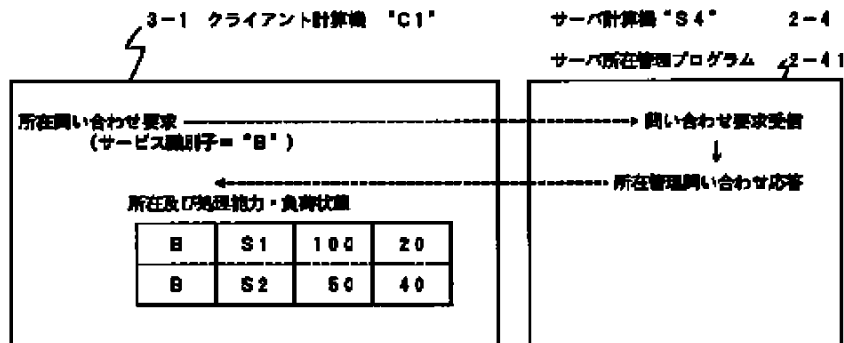 3-1 クライアント計算機 "C1"
サーバ計算機"S4" 2-4
サーバ所在管理プログラム 2-41
所在問い合わせ要求
(サービス識別子="B")
問い合わせ要求受信
所在管理問い合わせ応答
所在及び処理能力・負荷状態
B S1 100 20
B S2 50 40